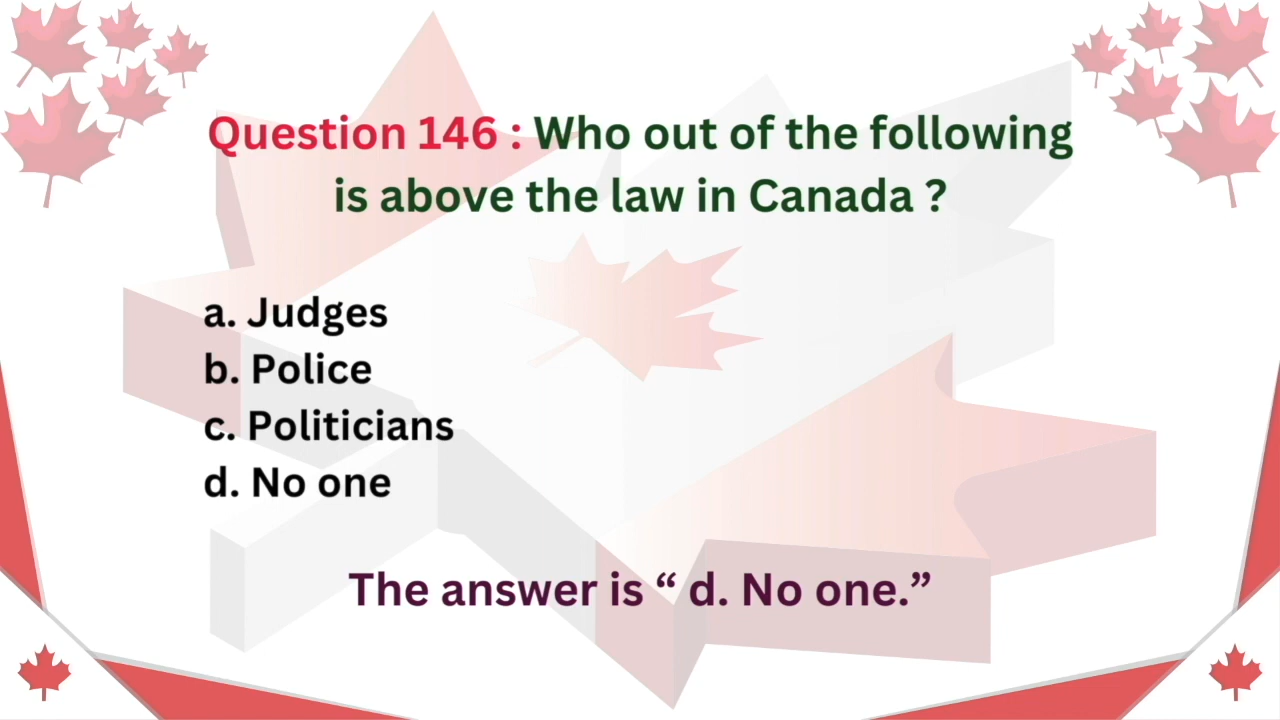 Question 146 : Who out of the following
is above the law in Canada ?
a. Judges
b. Police
c. Politicians
d. No one
The answer is “ d. No one.”